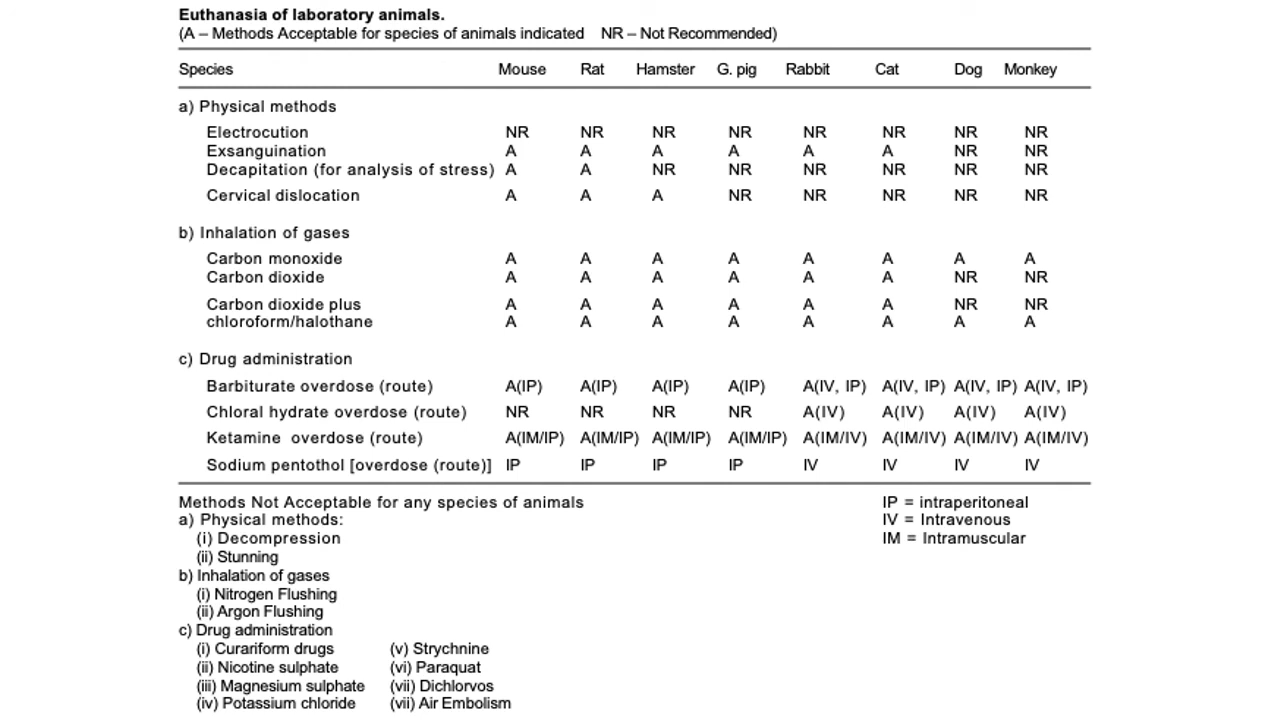 Euthanasia of laboratory animals.
(A – Methods Acceptable for species of animals indicated NR – Not Recommended)
Species Mouse Rat Hamster G. pig Rabbit Cat Dog Monkey
a) Physical methods
Electrocution NR NR NR NR NR NR NR NR
Exsanguination A A A A A A NR NR
Decapitation (for analysis of stress) A A NR NR NR NR NR NR
Cervical dislocation A A A NR NR NR NR NR
b) Inhalation of gases
Carbon monoxide A A A A A A A A
Carbon dioxide A A A A A A NR NR
Carbon dioxide plus A A A A A A NR NR
chloroform/halothane A A A A A A A A
c) Drug administration
Barbiturate overdose (route) A(IP) A(IP) A(IP) A(IP) A(IV, IP) A(IV, IP) A(IV, IP) A(IV, IP)
Chloral hydrate overdose (route) NR NR NR NR A(IV) A(IV) A(IV) A(IV)
Ketamine overdose (route) A(IM/IP) A(IM/IP) A(IM/IP) A(IM/IP) A(IM/IV) A(IM/IV) A(IM/IV) A(IM/IV)
Sodium pentothol [overdose (route)] IP IP IP IP IV IV IV IV
Methods Not Acceptable for any species of animals IP = intraperitoneal
a) Physical methods: IV = Intravenous
(i) Decompression IM = Intramuscular
(ii) Stunning
b) Inhalation of gases
(i) Nitrogen Flushing
(ii) Argon Flushing
c) Drug administration
(i) Curariform drugs (v) Strychnine
(ii) Nicotine sulphate (vi) Paraquat
(iii) Magnesium sulphate (vii) Dichlorvos
(iv) Potassium chloride (vii) Air Embolism